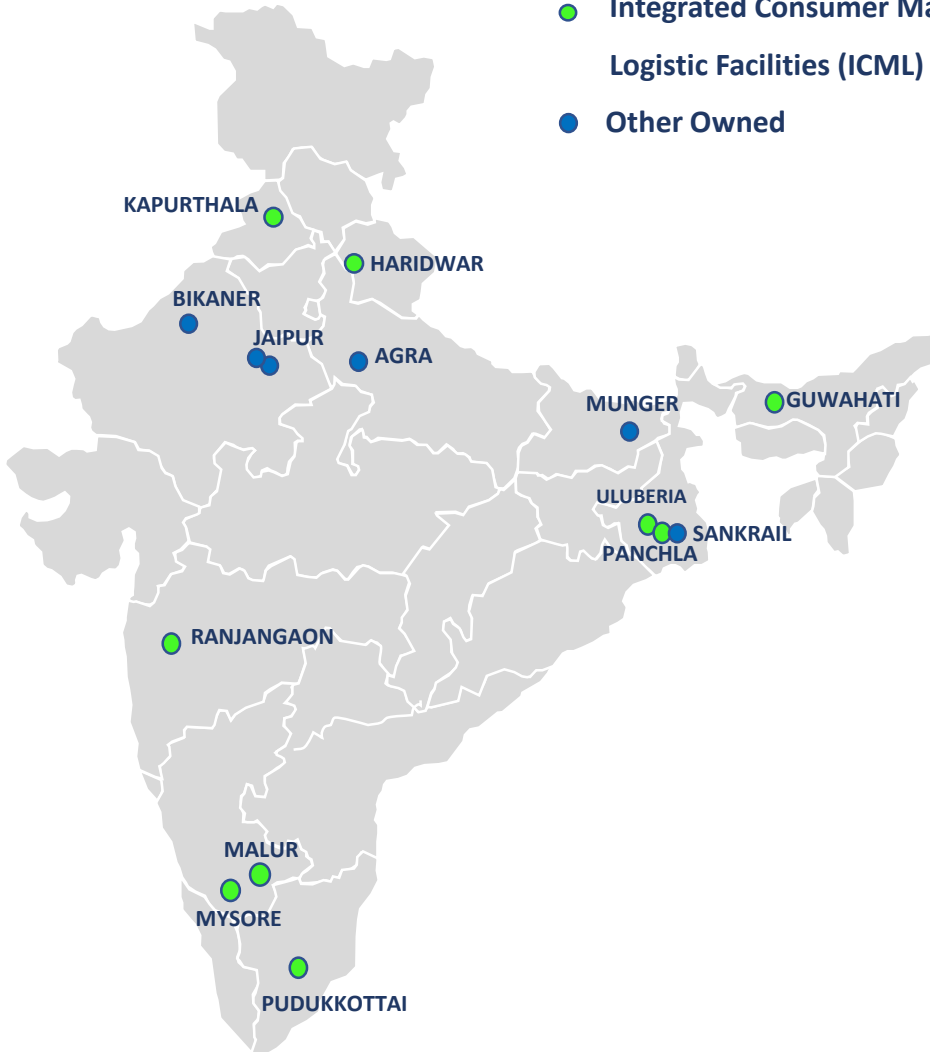 Integrated Consumer
Logistic Facilities (ICML)
Other Owned
KAPURTHALA
HARIDWAR
BIKANER
JAIPUR
AGRA
MUNGER
GUWAHATI
ULUBERIA
SANKRAIL
PANCHLA
RANJANGAON
MALUR
MYSORE
PUDUKKOTTAI